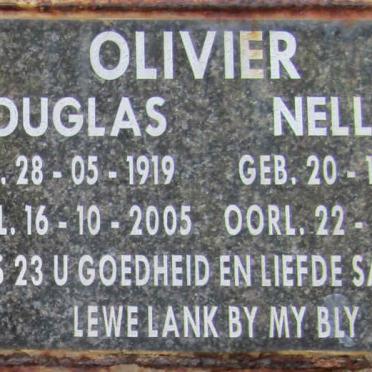 OLIVIER
OUGLAS NELL
. 28 - 05 - 1919 GEB. 20 - 1
L. 16 - 10 - 2005 OORL. 22 -
S 23 U GOEDHEID EN LIEFDE SA
LEWE LANK BY MY BLY